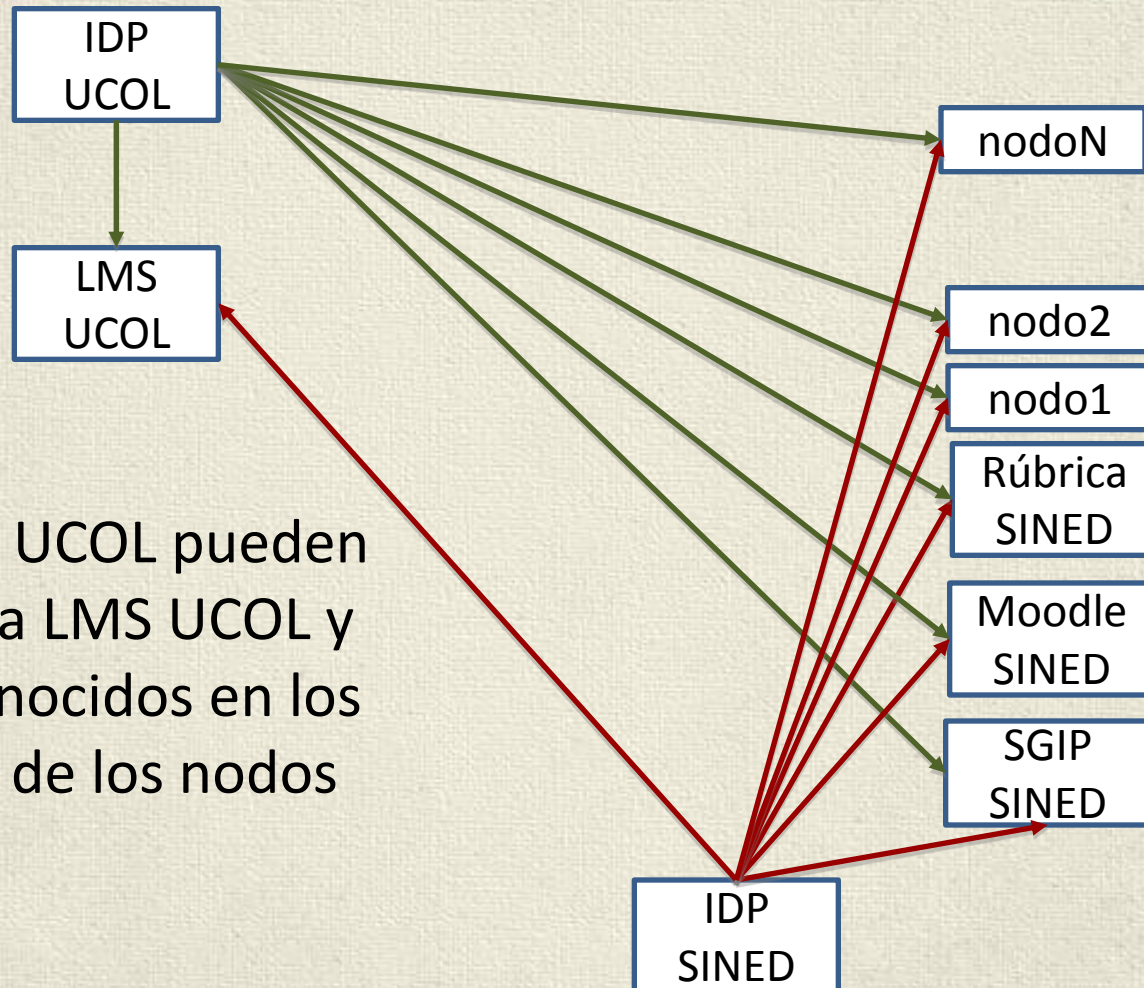 IDP
UCOL
nodoN
LMS
UCOL
nodo2
nodo1
Rúbrica
SINED
UCOL pueden
a LMS UCOL y
nocidos en los
de los nodos
Moodle
SINED
SGIP
SINED
IDP
SINED